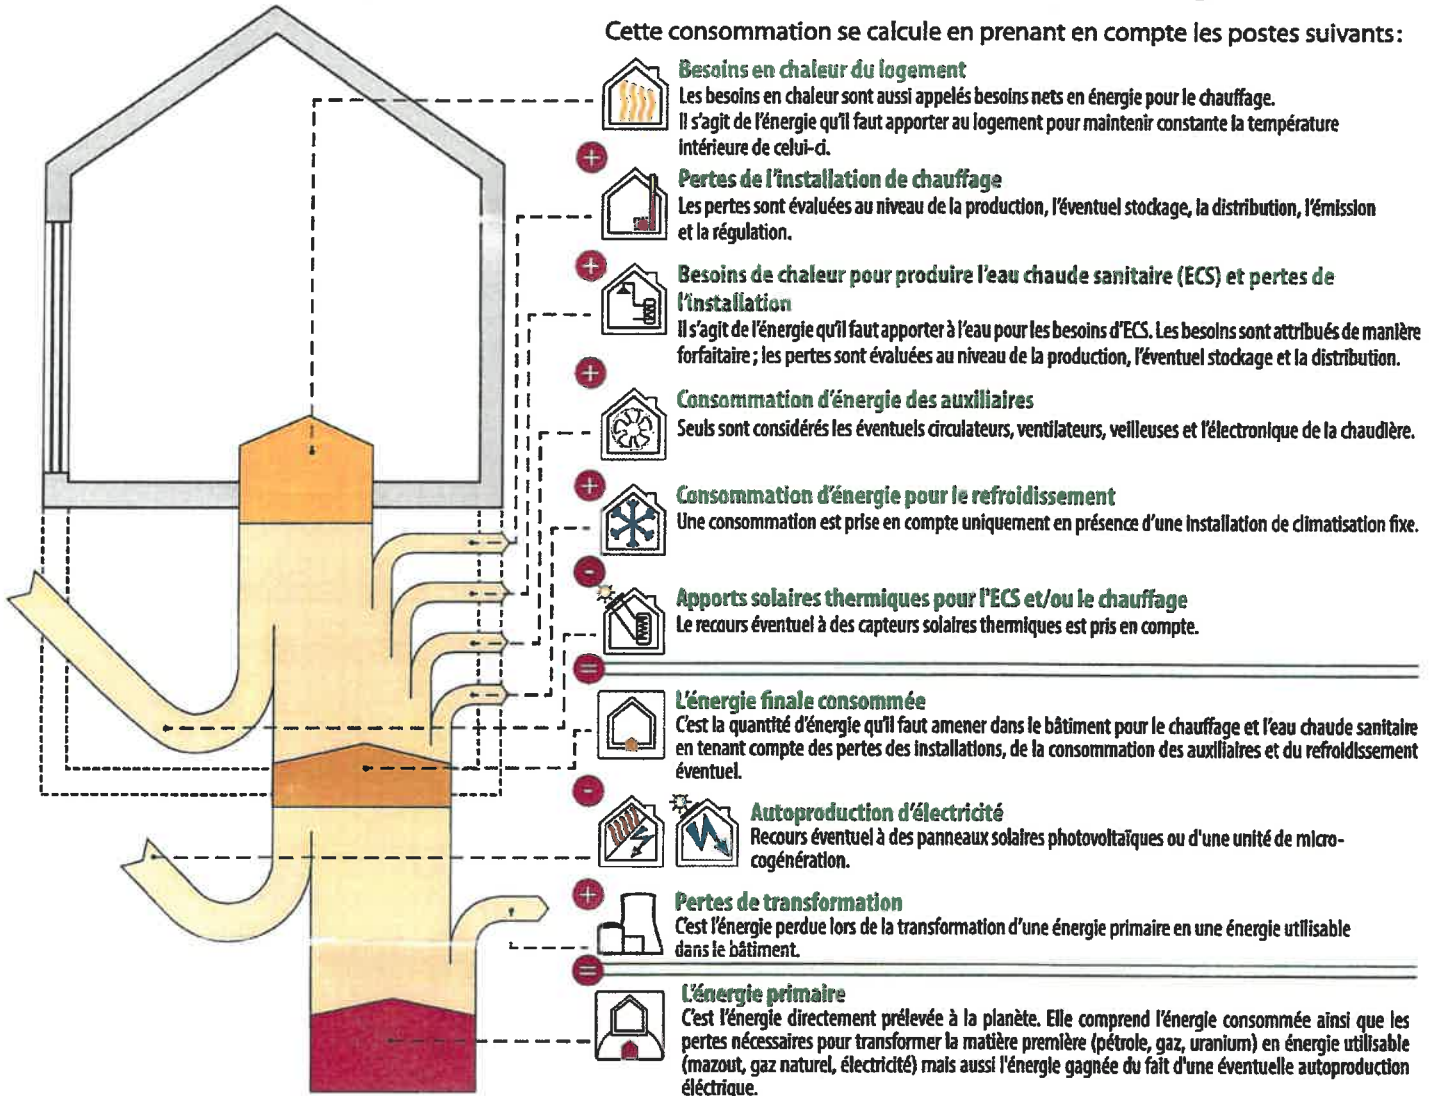 Cette consommation se calcule en prenant en compte les postes suivants:
Besoins en chaleur du logement
Les besoins en chaleur sont aussi appelés besoins nets en énergie pour le chauffage.
Il s'agit de l'énergie qu'il faut apporter au logement pour maintenir constante la température
intérieure de celui-ci.
+
Pertes de l'installation de chauffage
Les pertes sont évaluées au niveau de la production, l'éventuel stockage, la distribution, l'émission
et la régulation.
+
Besoins de chaleur pour produire l'eau chaude sanitaire (ECS) et pertes de
l'installation
Il s'agit de l'énergie qu'il faut apporter à l'eau pour les besoins d'ECS. Les besoins sont attribués de manière
forfaitaire ; les pertes sont évaluées au niveau de la production, l'éventuel stockage et la distribution.
+
Consommation d'énergie des auxiliaires
Seuls sont considérés les éventuels circulateurs, ventilateurs, veilleuses et l'électronique de la chaudière.
+
Consommation d'énergie pour le refroidissement
Une consommation est prise en compte uniquement en présence d'une installation de climatisation fixe.
-
Apports solaires thermiques pour l'ECS et/ou le chauffage
Le recours éventuel à des capteurs solaires thermiques est pris en compte.
=
L'énergie finale consommée
C'est la quantité d'énergie qu'il faut amener dans le bâtiment pour le chauffage et l'eau chaude sanitaire
en tenant compte des pertes des installations, de la consommation des auxiliaires et du refroidissement
éventuel.
-
Autoproduction d'électricité
Recours éventuel à des panneaux solaires photovoltaïques ou d'une unité de micro-
cogénération.
+
Pertes de transformation
C'est l'énergie perdue lors de la transformation d'une énergie primaire en une énergie utilisable
dans le bâtiment.
=
L'énergie primaire
C'est l'énergie directement prélevée à la planète. Elle comprend l'énergie consommée ainsi que les
pertes nécessaires pour transformer la matière première (pétrole, gaz, uranium) en énergie utilisable
(mazout, gaz naturel, électricité) mais aussi l'énergie gagnée du fait d'une éventuelle autoproduction
éléctrique.